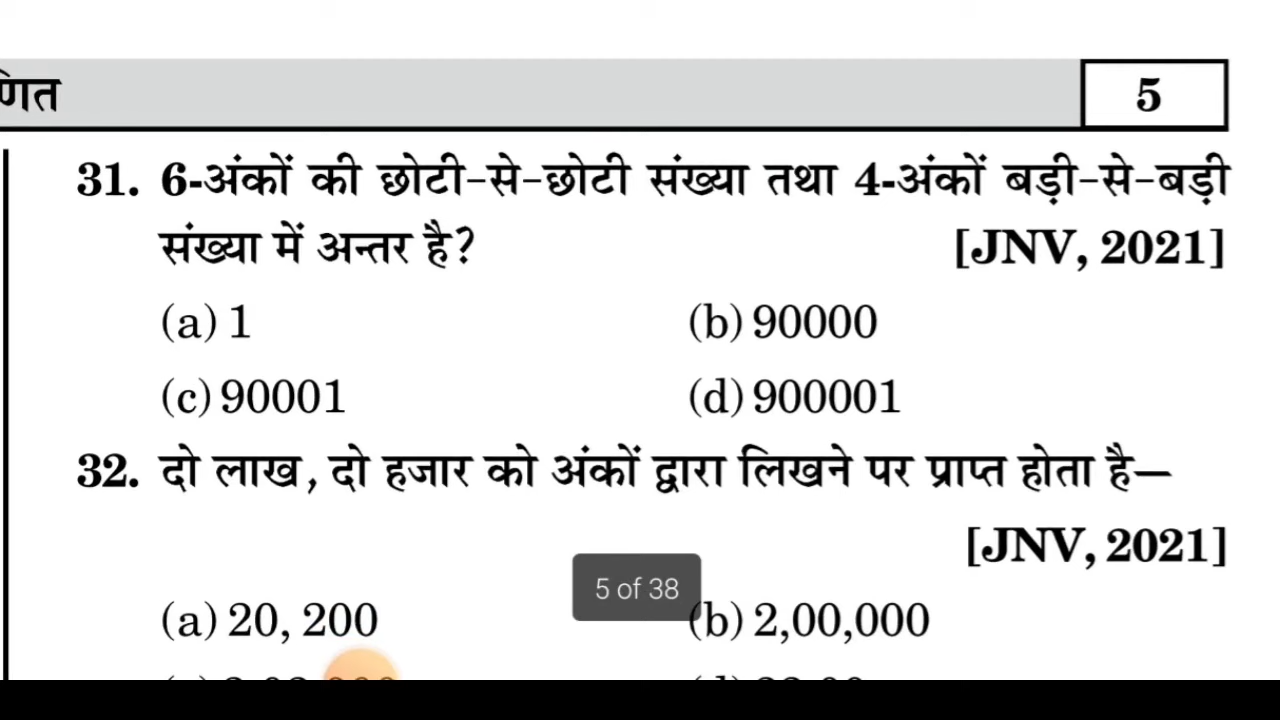 णित
5
31. 6-अंकों की छोटी-से-छोटी संख्या तथा 4-अंकों बड़ी-से-बड़ी
संख्या में अन्तर है? [JNV, 2021]
(a) 1 (b) 90000
(c) 90001 (d) 900001
32. दो लाख, दो हजार को अंकों द्वारा लिखने पर प्राप्त होता है—
[JNV, 2021]
5 of 38
(a) 20, 200 (b) 2,00,000